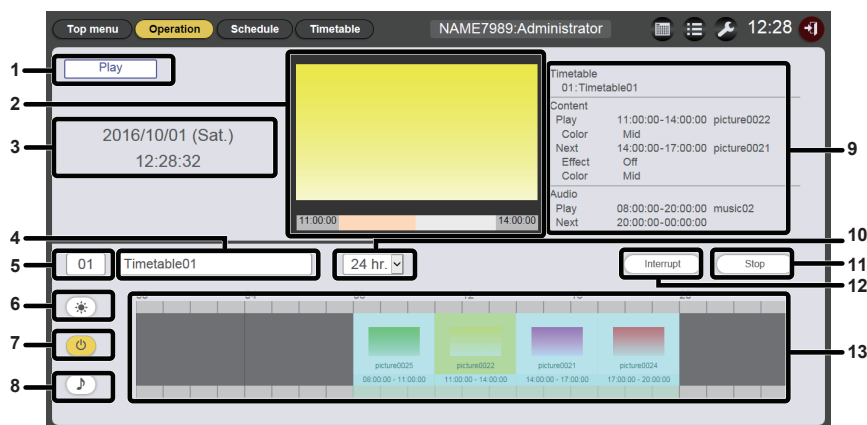 Top menu Operation Schedule Timetable NAME7989:Administrator 12:28
1 Play
2
3 2016/10/01 (Sat.)
12:28:32
11:00:00 14:00:00
Timetable
01:Timetable01
Content
Play 11:00:00-14:00:00 picture0022
Color Mid
Next 14:00:00-17:00:00 picture0021
Effect Off
Color Mid
Audio
Play 08:00:00-20:00:00 music02
Next 20:00:00-00:00:00
9
4
10
5 01 Timetable01 24 hr. Interrupt Stop 11
12
6
7
8
13
picture0025 picture0022 picture0021 picture0024
08:00:00 - 11:00:00 11:00:00 - 14:00:00 14:00:00 - 17:00:00 17:00:00 - 20:00:00